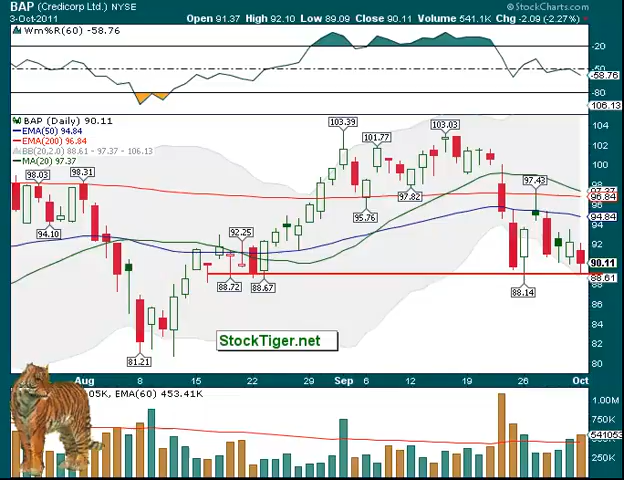 BAP (Credicorp Ltd.) NYSE © StockCharts.com
3-Oct-2011 Open 91.37 High 92.10 Low 89.09 Close 90.11 Volume 541.1K Chg -2.09 (-2.27%)
Wm%R(60) -58.76
-20
-50
-58.76
-80
106.13
BAP (Daily) 90.11
EMA(50) 94.84
EMA(200) 96.84
BB(20,2.0) 88.61 - 97.37 - 106.13
MA(20) 97.37
104
102
100
98
97.37
96.84
94.84
94
92
90.11
88.61
86
84
82
80
98.03
98.31
94.10
81.21
92.25
88.72
88.67
103.39
101.77
95.76
97.82
103.03
97.43
88.14
StockTiger.net
Aug 8 15 22 29 Sep 6 12 19 26 Oct
05K, EMA(60) 453.41K
1.00M
750K
541053
250K